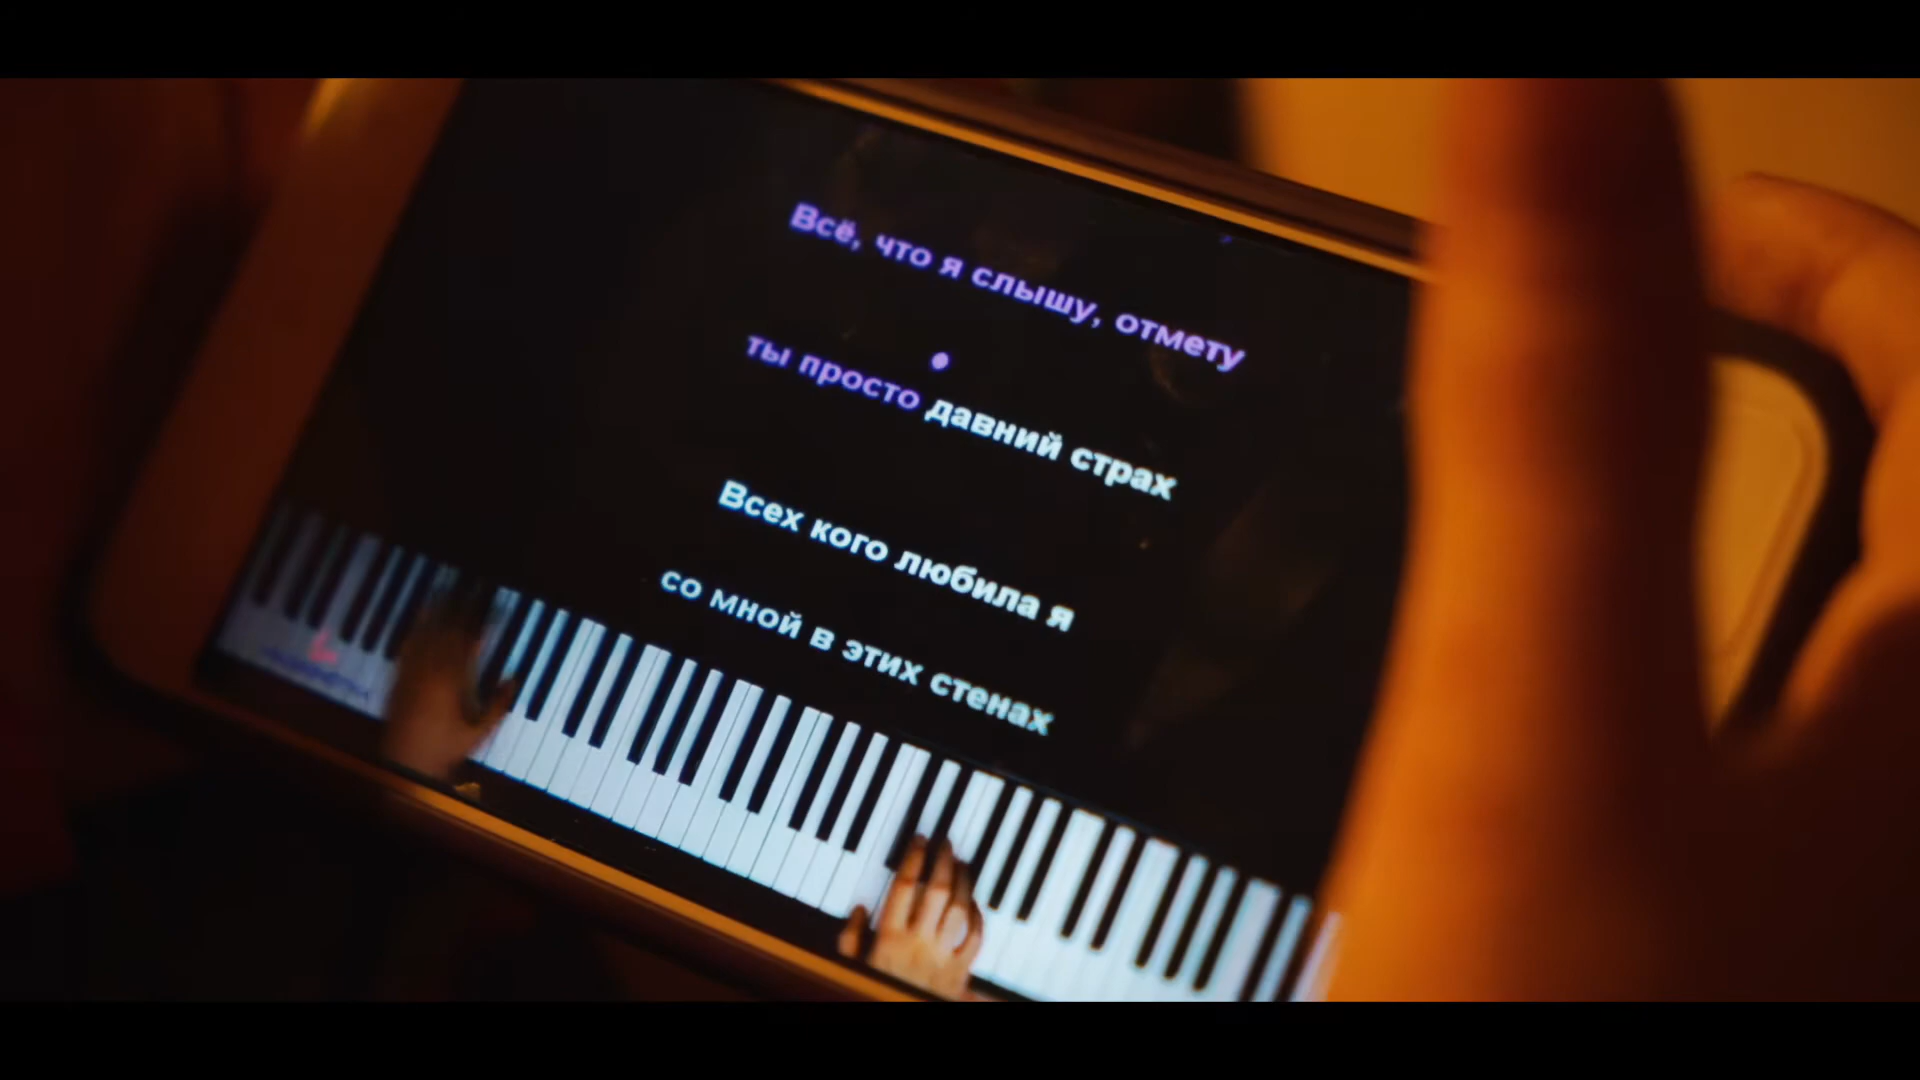 Всё, что я слышу, отмету
ты просто давний страх
Всех кого любила я
со мной в этих стенах